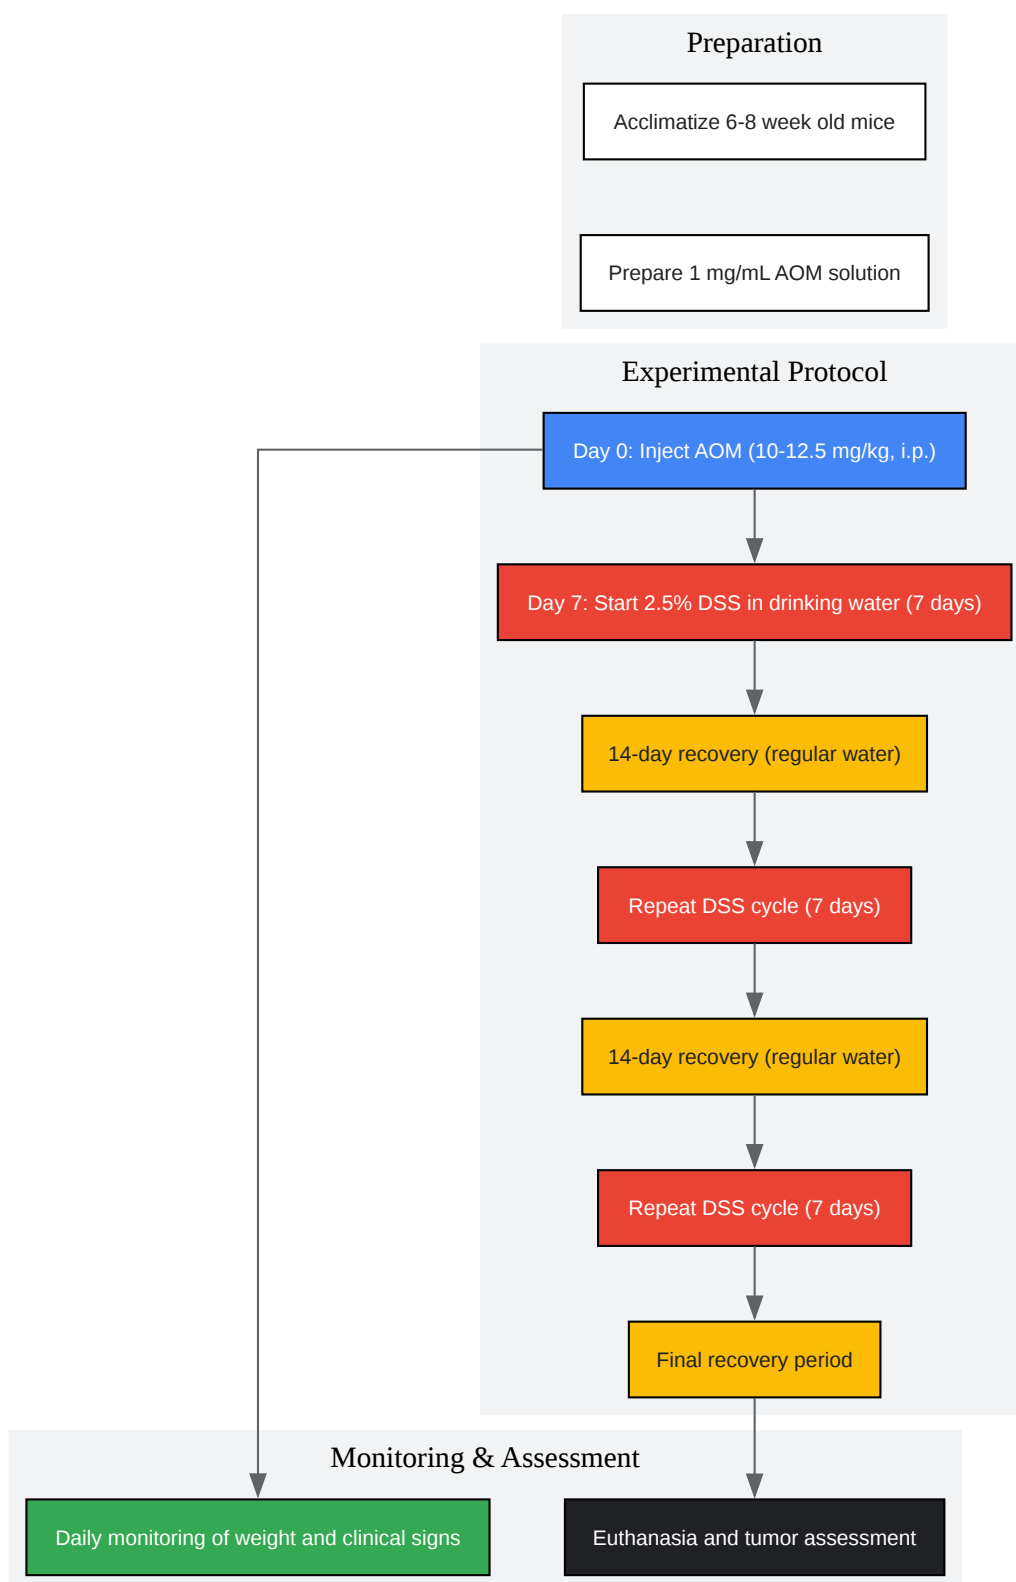 Preparation
Acclimatize 6-8 week old mice
Prepare 1 mg/mL AOM solution
Experimental Protocol
Day 0: Inject AOM (10-12.5 mg/kg, i.p.)
Day 7: Start 2.5% DSS in drinking water (7 days)
14-day recovery (regular water)
Repeat DSS cycle (7 days)
14-day recovery (regular water)
Repeat DSS cycle (7 days)
Final recovery period
Monitoring & Assessment
Daily monitoring of weight and clinical signs
Euthanasia and tumor assessment